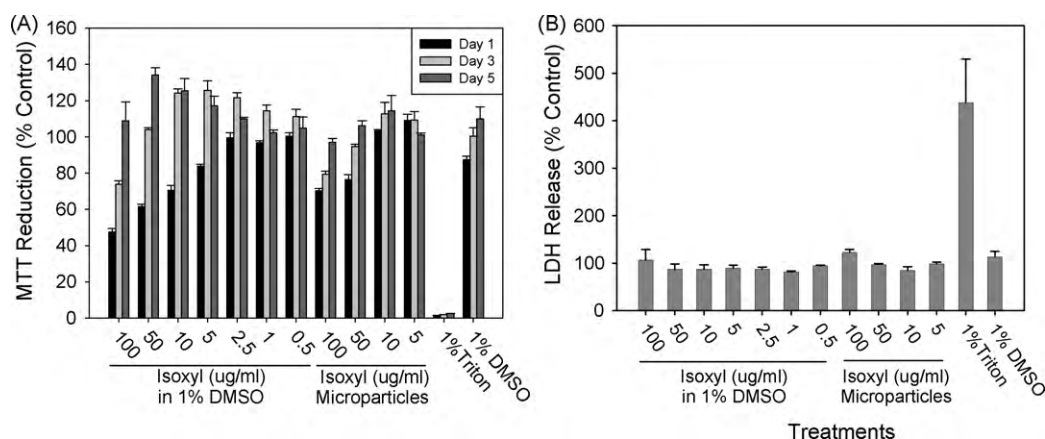 (A)
MTT Reduction (% Control)
160
140
120
100
80
60
40
20
0
Day 1
Day 3
Day 5
100
50
10
5
2.5
1
0.5
100
50
10
5
1%Triton
1% DMSO
Isoxyl (ug/ml)
in 1% DMSO
Isoxyl (ug/ml)
Microparticles
(B)
LDH Release (% Control)
600
500
400
300
200
100
0
100
50
10
5
2.5
1
0.5
100
50
10
5
1%Triton
1% DMSO
Isoxyl (ug/ml)
in 1% DMSO
Isoxyl (ug/ml)
Microparticles
Treatments